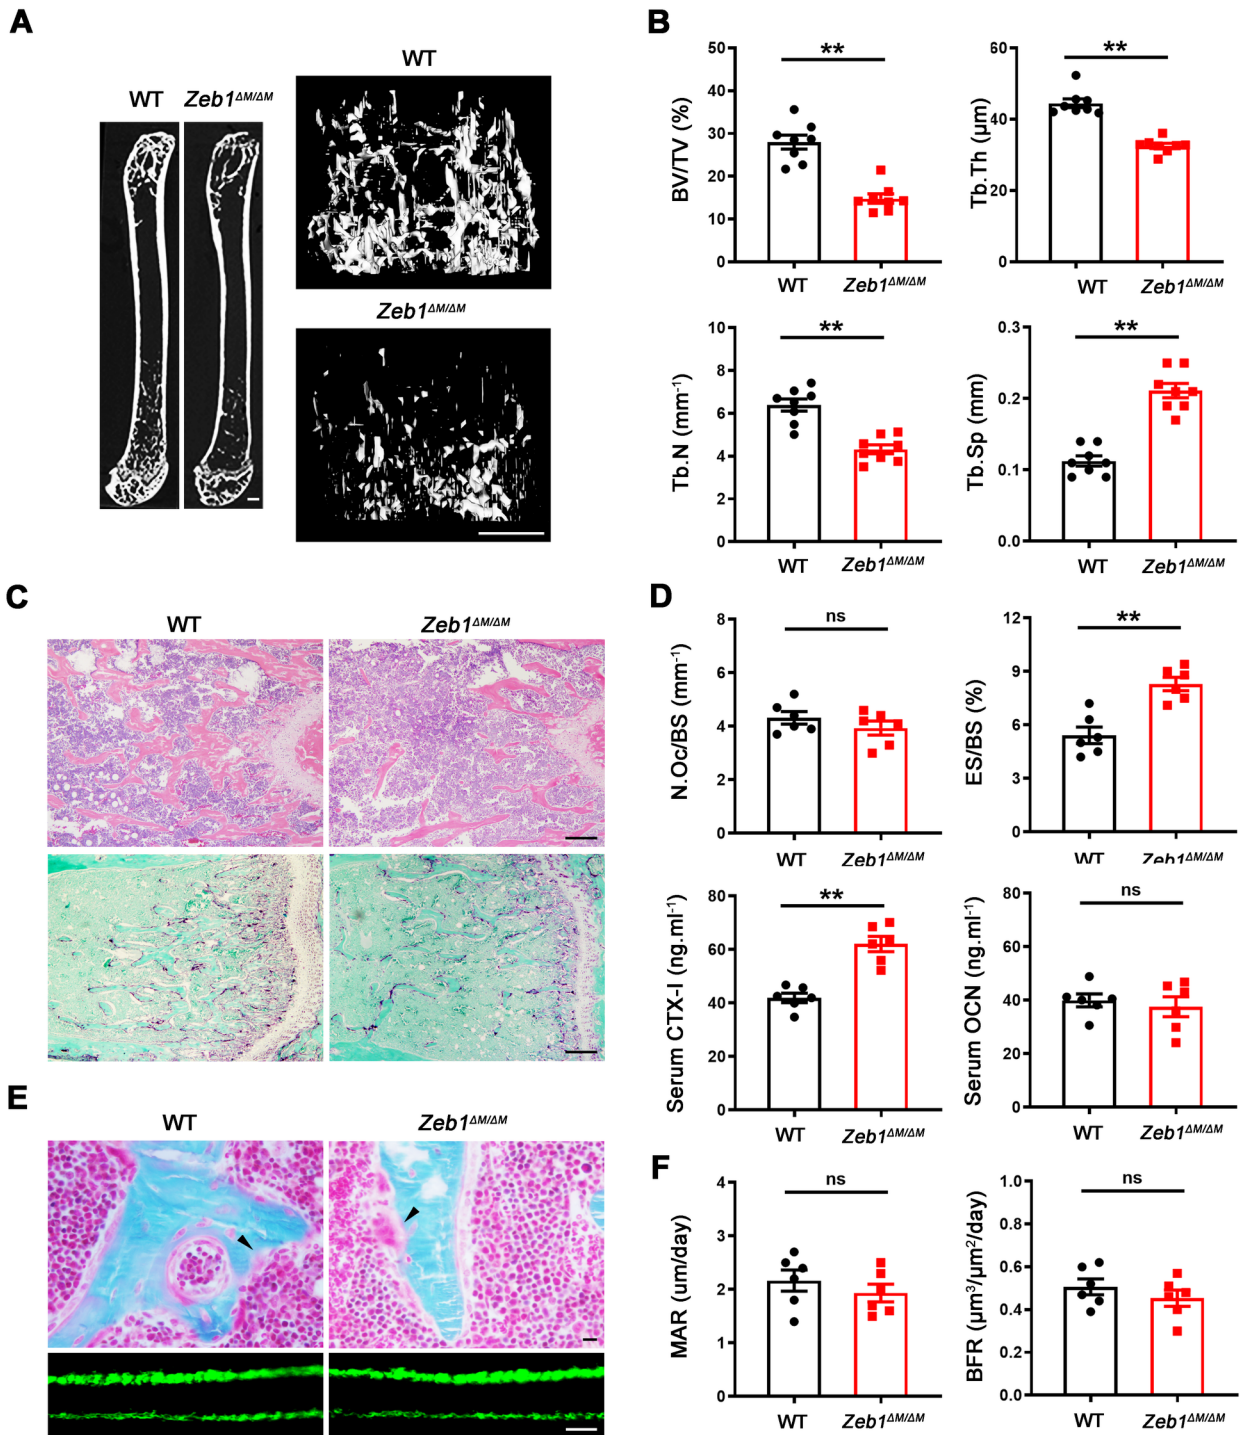 A
WT
Zeb1ΔM/ΔM
WT
Zeb1ΔM/ΔM
B
BV/TV (%)
50
40
30
20
10
0
**
WT
Zeb1ΔM/ΔM
Tb.Th (μm)
60
40
20
0
**
WT
Zeb1ΔM/ΔM
Tb.N (mm-1)
10
8
6
4
2
0
**
WT
Zeb1ΔM/ΔM
Tb.Sp (mm)
0.3
0.2
0.1
0.0
**
WT
Zeb1ΔM/ΔM
C
WT
Zeb1ΔM/ΔM
D
N.Oc/BS (mm-1)
8
6
4
2
0
ns
WT
Zeb1ΔM/ΔM
ES/BS (%)
12
9
6
3
0
**
WT
Zeb1ΔM/ΔM
Serum CTX-I (ng.ml-1)
80
60
40
20
0
**
WT
Zeb1ΔM/ΔM
Serum OCN (ng.ml-1)
80
60
40
20
0
ns
WT
Zeb1ΔM/ΔM
E
WT
Zeb1ΔM/ΔM
F
MAR (um/day)
4
3
2
1
0
ns
WT
Zeb1ΔM/ΔM
BFR (μm3/μm2/day)
1.0
0.8
0.6
0.4
0.2
0.0
ns
WT
Zeb1ΔM/ΔM